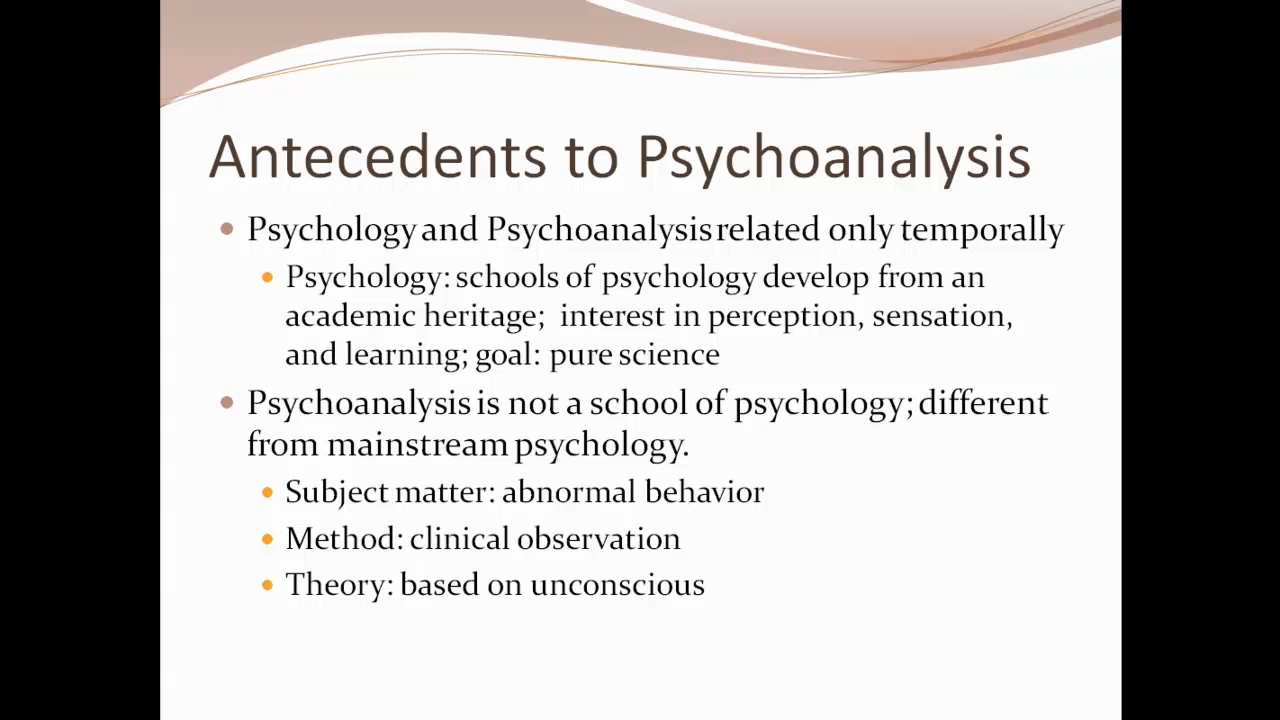 Antecedents to Psychoanalysis
Psychology and Psychoanalysis related only temporally
Psychology: schools of psychology develop from an
academic heritage; interest in perception, sensation,
and learning; goal: pure science
Psychoanalysis is not a school of psychology; different
from mainstream psychology.
Subject matter: abnormal behavior
Method: clinical observation
Theory: based on unconscious